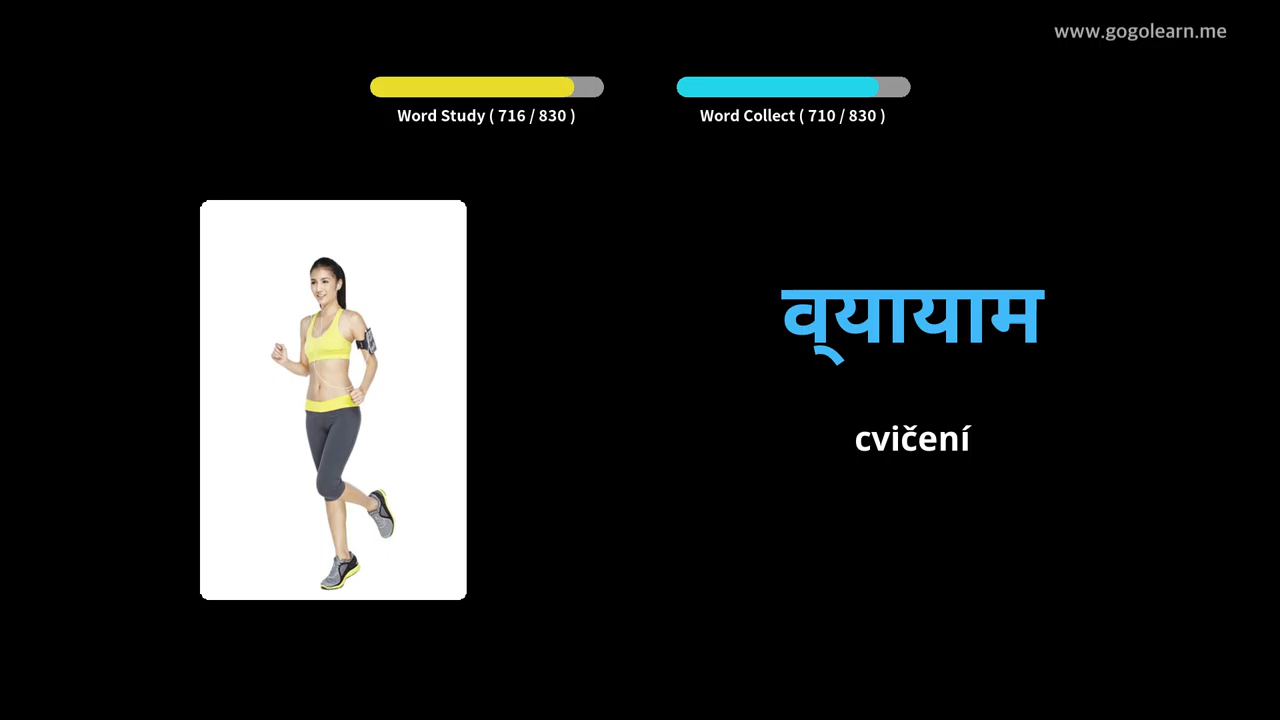 www.gogolearn.me
Word Study ( 716 / 830 )
Word Collect ( 710 / 830 )
व्यायाम
cvičení